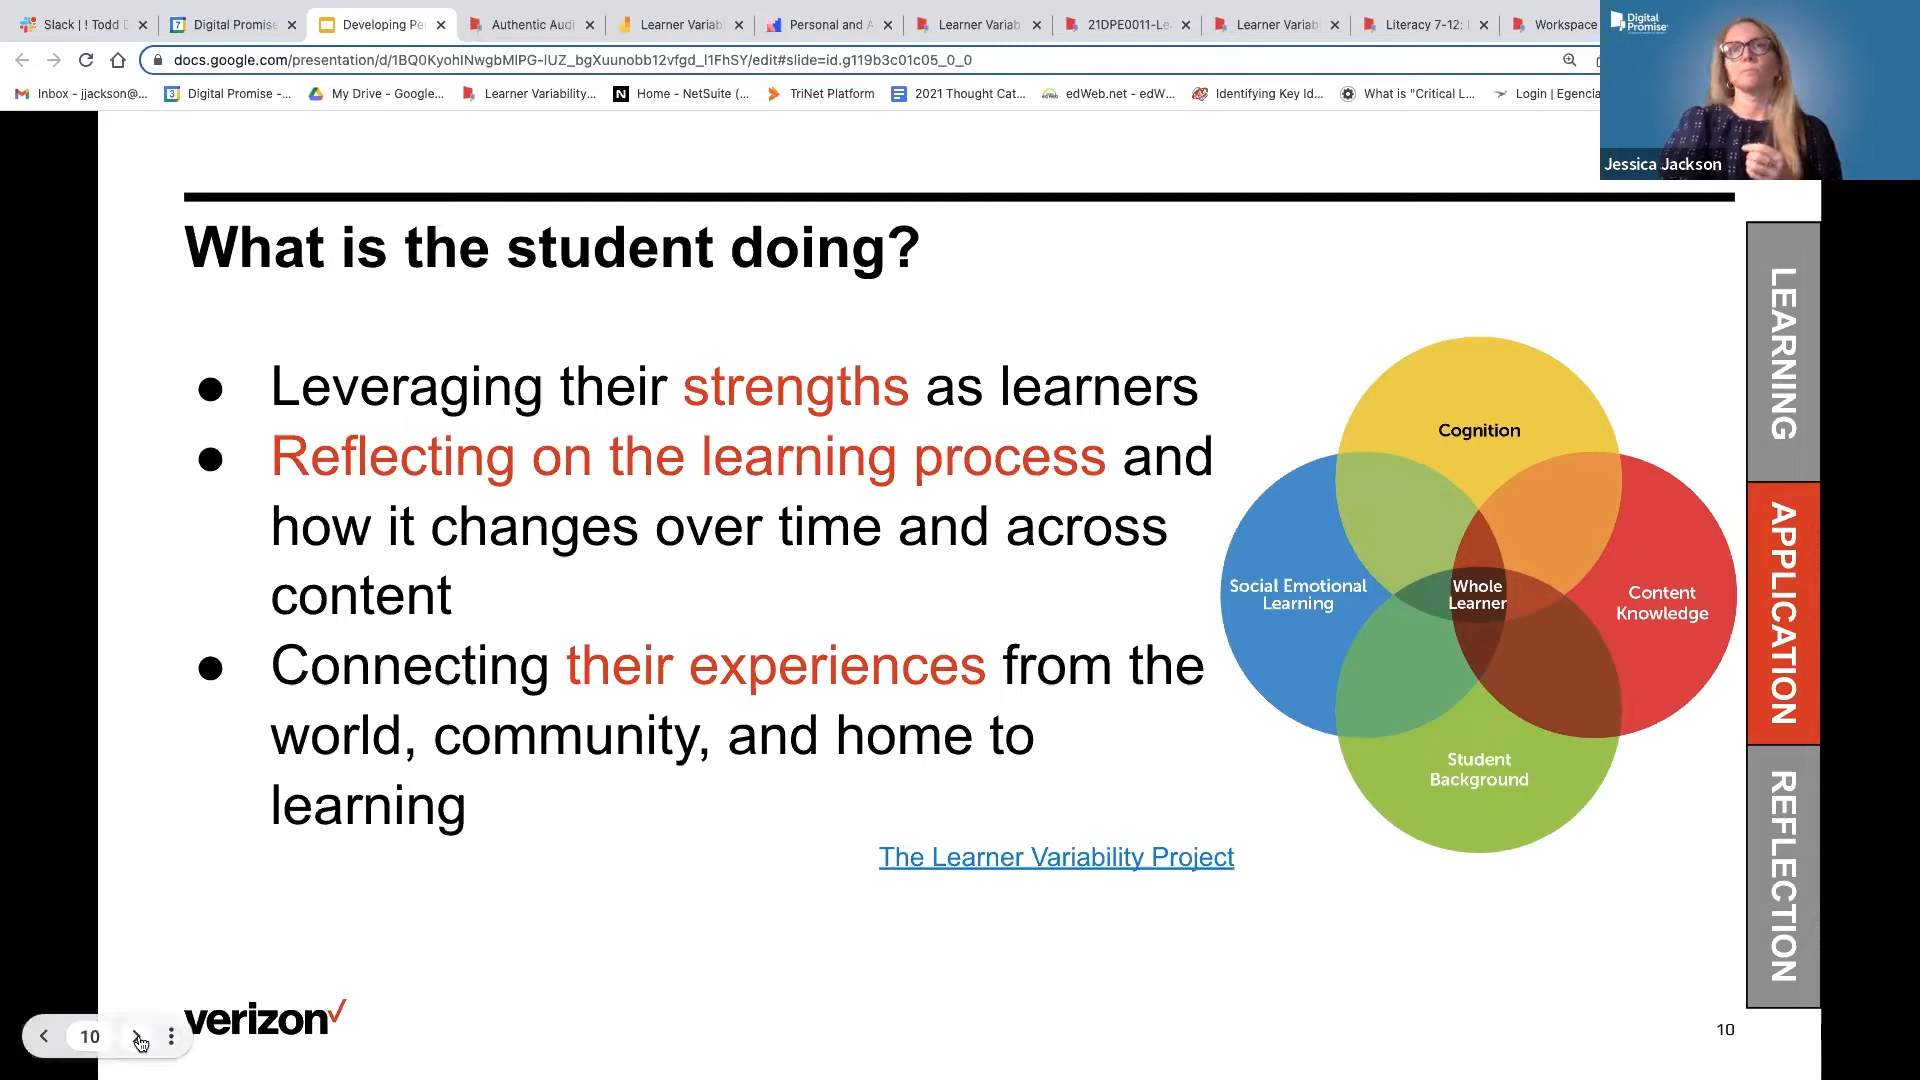 Slack | ! Todd D
Digital Promise
Developing Pe
Authentic Audi
Learner Variab
Personal and A
Learner Variab
21DPE0011-Le
Learner Variab
Literacy 7-12:
Workspace
docs.google.com/presentation/d/1BQ0KyohINwgbMIPG-IUZ_bgXuunobb12vfgd_I1FhSY/edit#slide=id.g119b3c01c05_0_0
Inbox - jjackson@...
Digital Promise -...
My Drive - Google...
Learner Variability...
Home - NetSuite (...
TriNet Platform
2021 Thought Cat...
edWeb.net - edW...
Identifying Key Id...
What is "Critical L...
Login | Egencia
Digital
Promise
Jessica Jackson
What is the student doing?
● Leveraging their strengths as learners
● Reflecting on the learning process and
how it changes over time and across
content
● Connecting their experiences from the
world, community, and home to
learning
Cognition
Social Emotional
Learning
Whole
Learner
Content
Knowledge
Student
Background
The Learner Variability Project
LEARNING
APPLICATION
REFLECTION
verizon
10
10